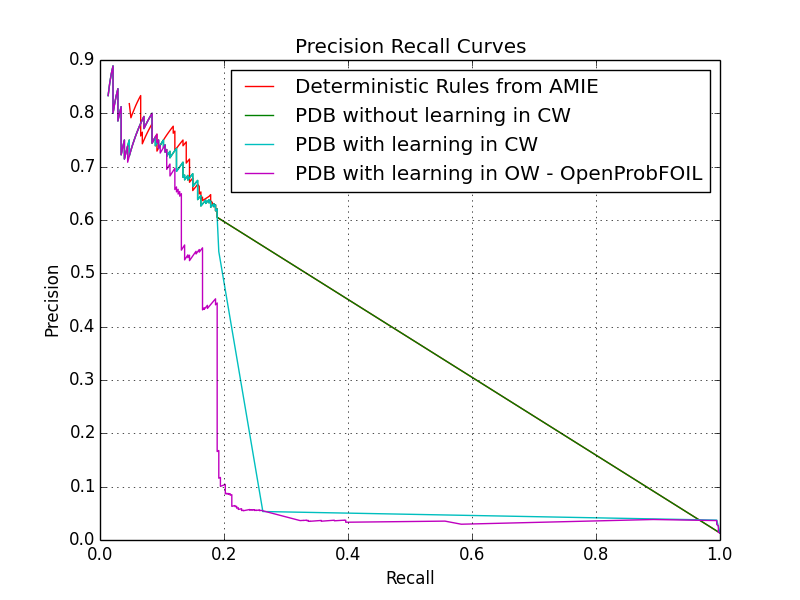 Precision Recall Curves
0.9
0.8
0.7
0.6
0.5
0.4
0.3
0.2
0.1
0.0
Precision
Deterministic Rules from AMIE
PDB without learning in CW
PDB with learning in CW
PDB with learning in OW - OpenProbFOIL
0.0 0.2 0.4 0.6 0.8 1.0
Recall